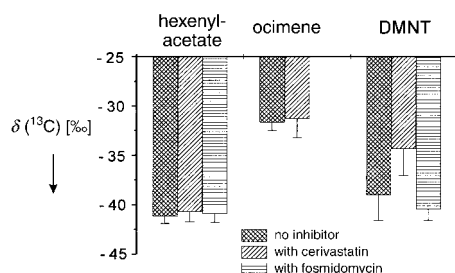 hexenyl-
acetate
ocimene
DMNT
- 25
- 30
- 35
- 40
- 45
δ (¹³C) [‰]
no inhibitor
with cerivastatin
with fosmidomycin